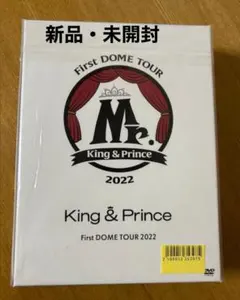 新品・未開封
First DOME TOUR
Mr.
King & Prince
2022
King & Prince
First DOME TOUR 2022
DVD